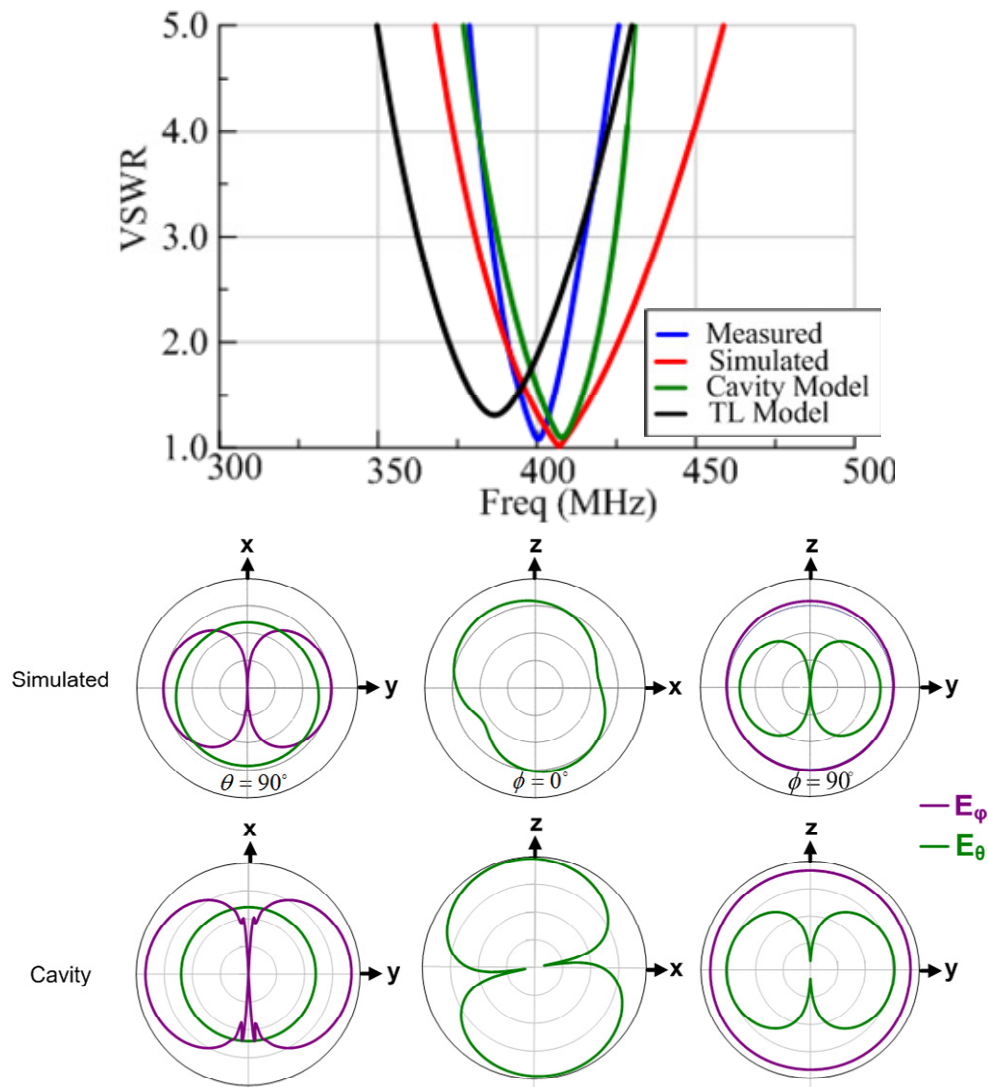 5.0
4.0
3.0
2.0
1.0
VSWR
Measured
Simulated
Cavity Model
TL Model
300 350 400 450 500
Freq (MHz)
x z z
Simulated
y x y
θ = 90° ϕ = 0° ϕ = 90°
Eφ
Eθ
x z z
Cavity
y x y